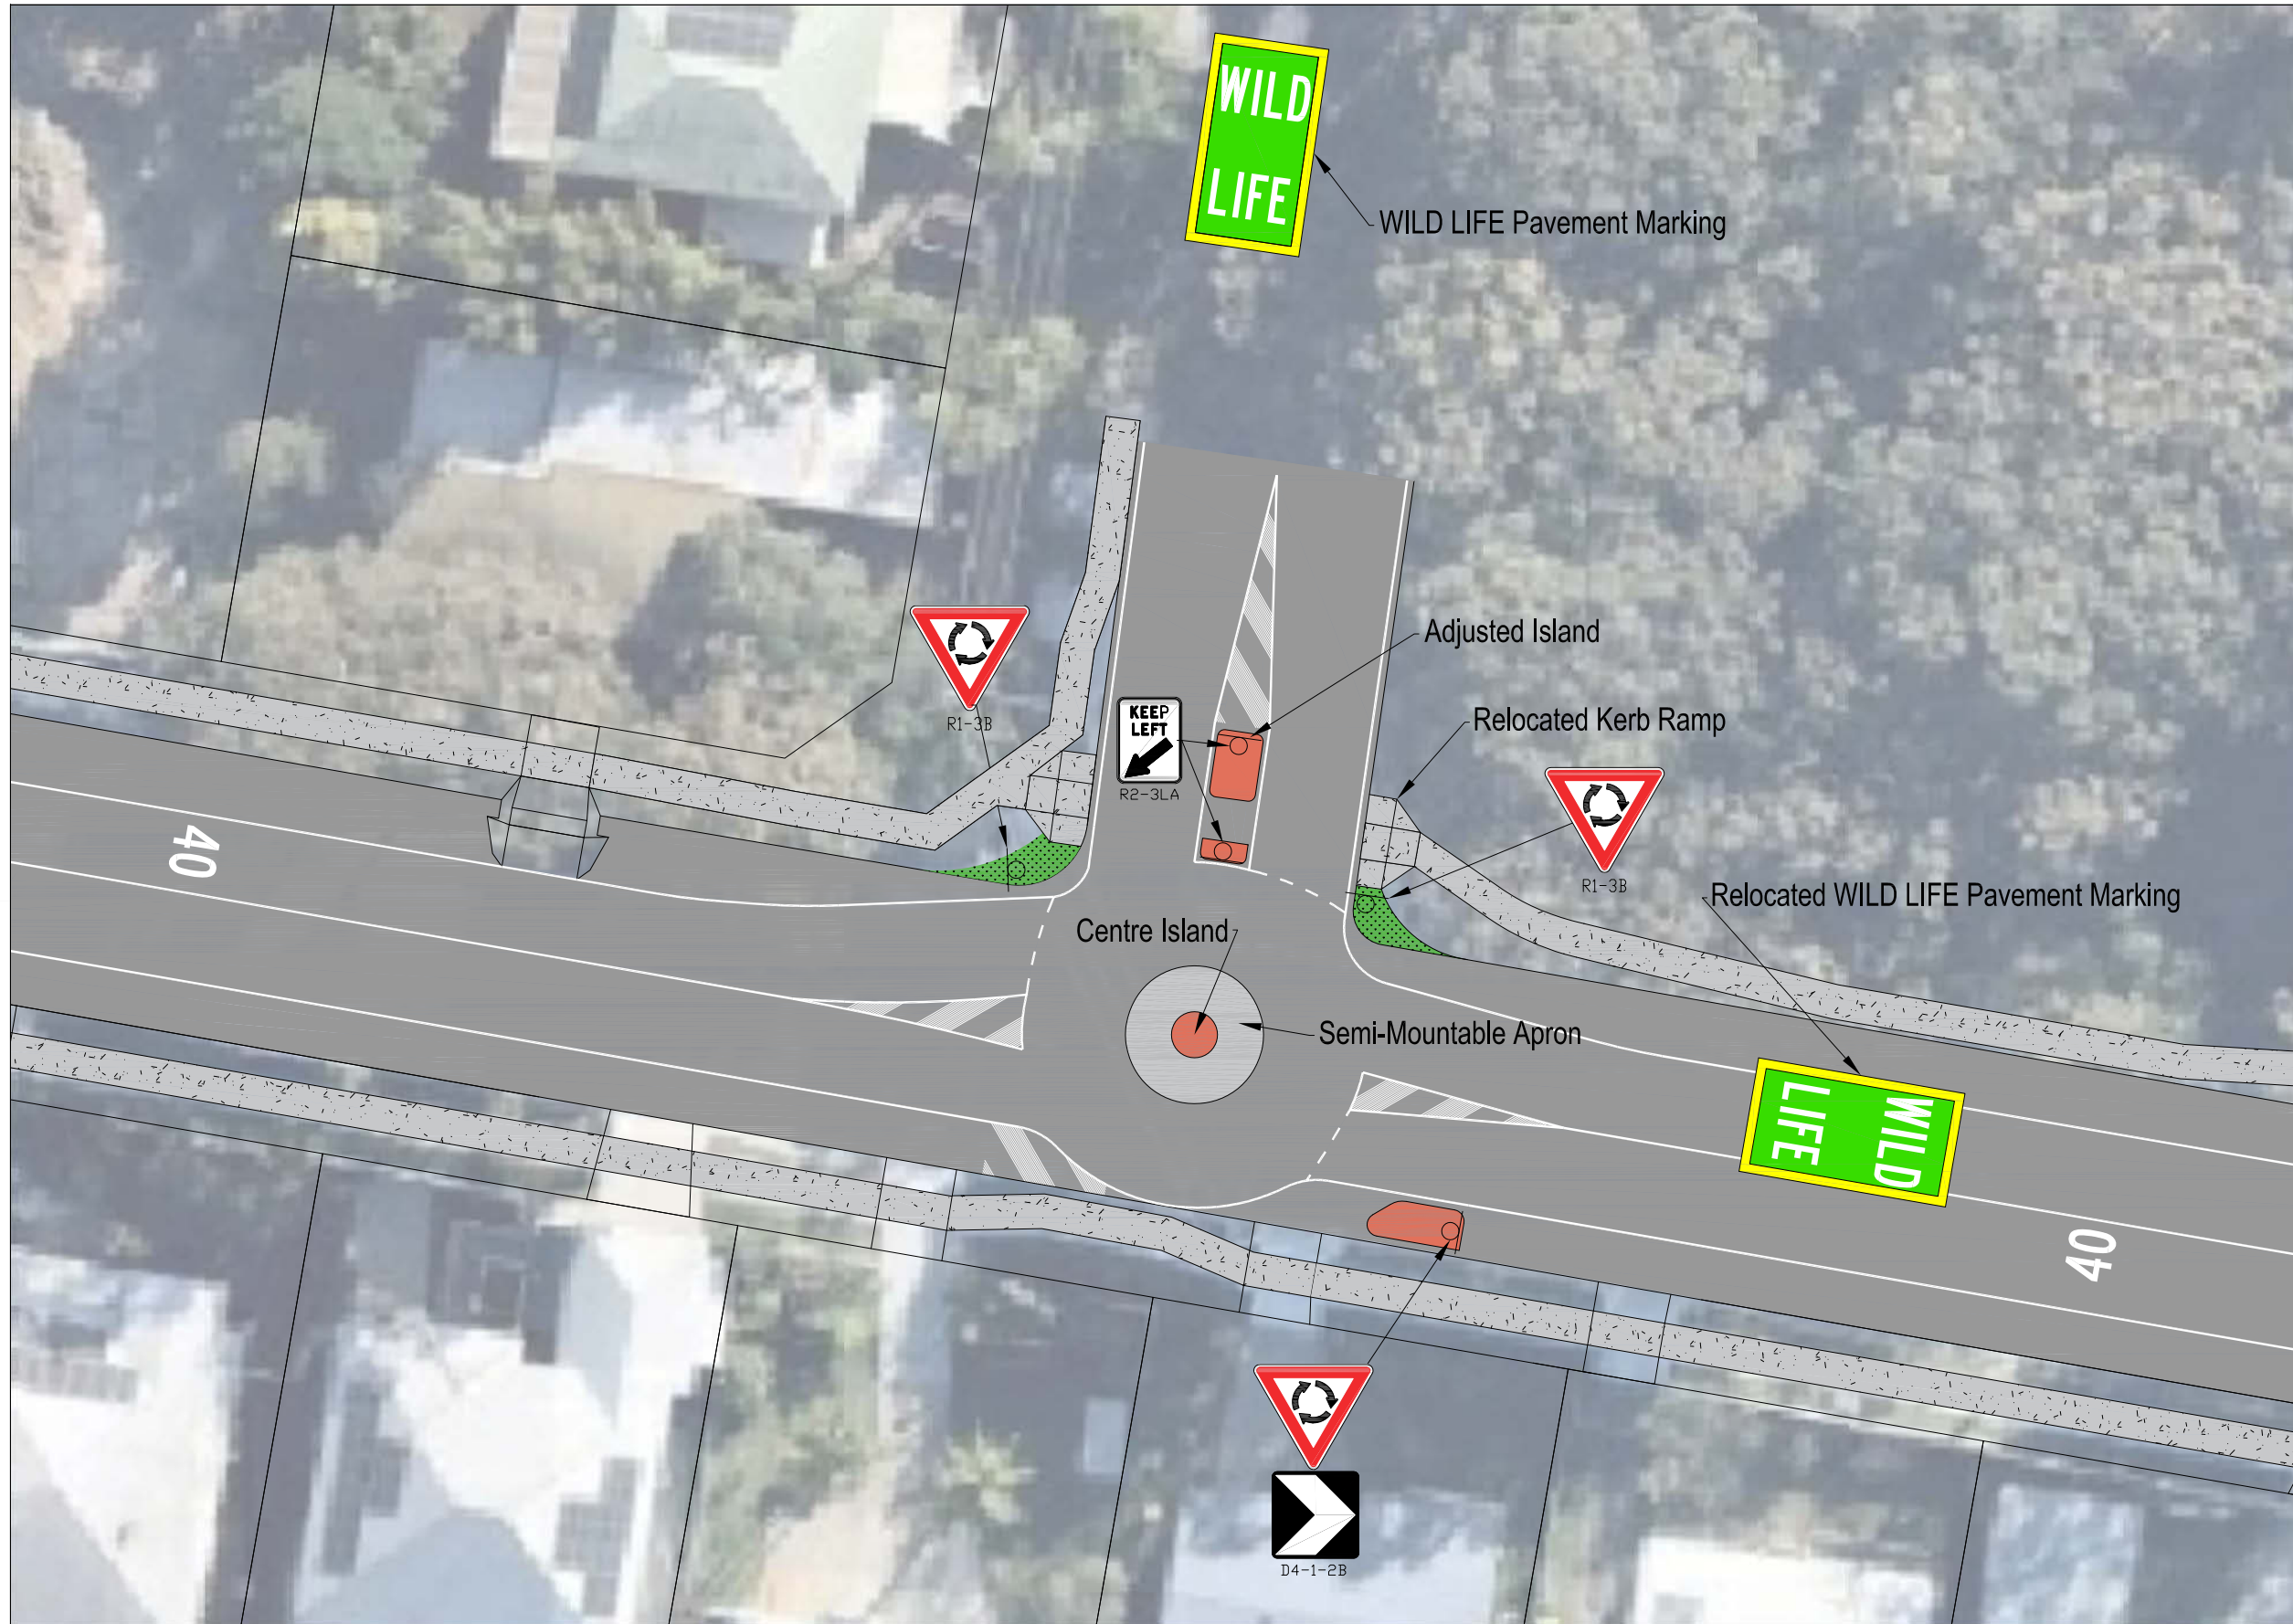 WILD
LIFE
WILD LIFE Pavement Marking
Adjusted Island
R1-3B
KEEP
LEFT
R2-3LA
Relocated Kerb Ramp
R1-3B
40
Relocated WILD LIFE Pavement Marking
Centre Island
Semi-Mountable Apron
WILD
LIFE
40
D4-1-2B